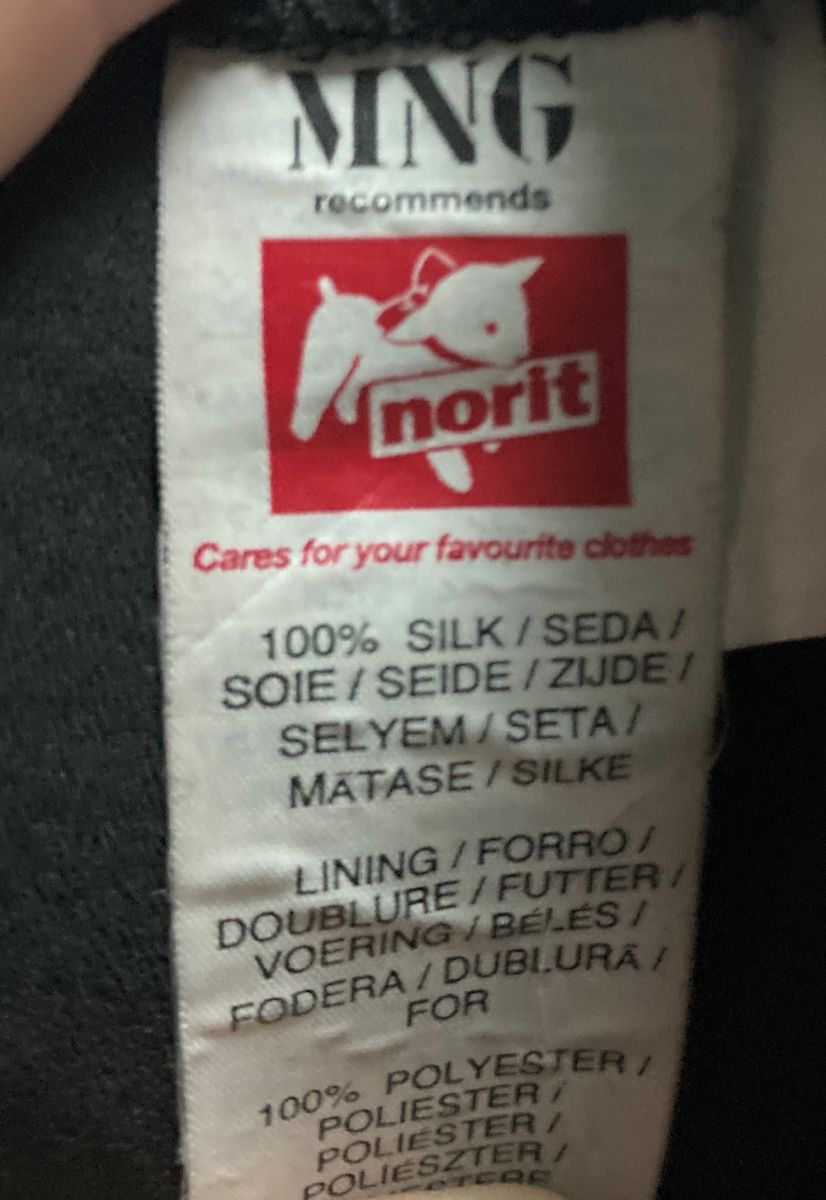 MNG
recommends
norit
Cares for your favourite clothes
100% SILK / SEDA /
SOIE / SEIDE / ZIJDE /
SELYEM / SETA /
MĂTASE / SILKE
LINING / FORRO /
DOUBLURE / FUTTER /
VOERING / BÉLÉS /
FODERA / DUBLURĂ /
FOR
100% POLYESTER /
POLIESTER /
POLIÉSTER /
POLIÉSZTER /